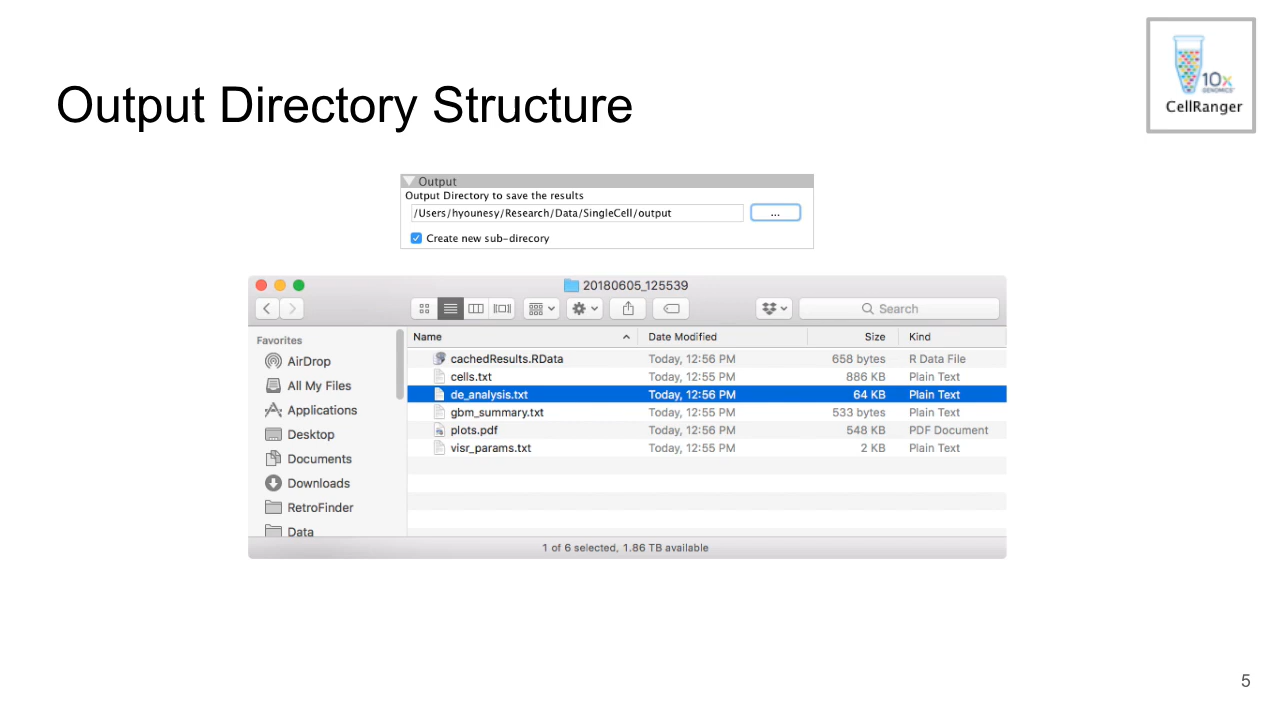 10x
GENOMICS
CellRanger
Output Directory Structure
Output
Output Directory to save the results
/Users/hyounesy/Research/Data/SingleCell/output
...
Create new sub-direcory
20180605_125539
Search
Favorites
AirDrop
All My Files
Applications
Desktop
Documents
Downloads
RetroFinder
Data
Name Date Modified Size Kind
cachedResults.RData Today, 12:56 PM 658 bytes R Data File
cells.txt Today, 12:55 PM 886 KB Plain Text
de_analysis.txt Today, 12:56 PM 64 KB Plain Text
gbm_summary.txt Today, 12:55 PM 533 bytes Plain Text
plots.pdf Today, 12:56 PM 548 KB PDF Document
visr_params.txt Today, 12:55 PM 2 KB Plain Text
1 of 6 selected, 1.86 TB available
5